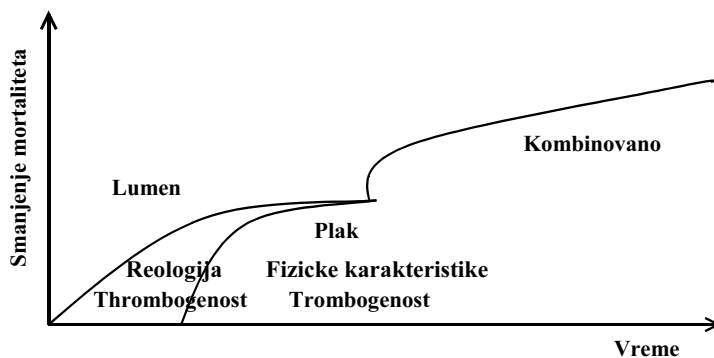 Smanjenje mortaliteta
Kombinovano
Lumen
Plak
Reologija
Fizicke karakteristike
Thrombogenost
Trombogenost
Vreme